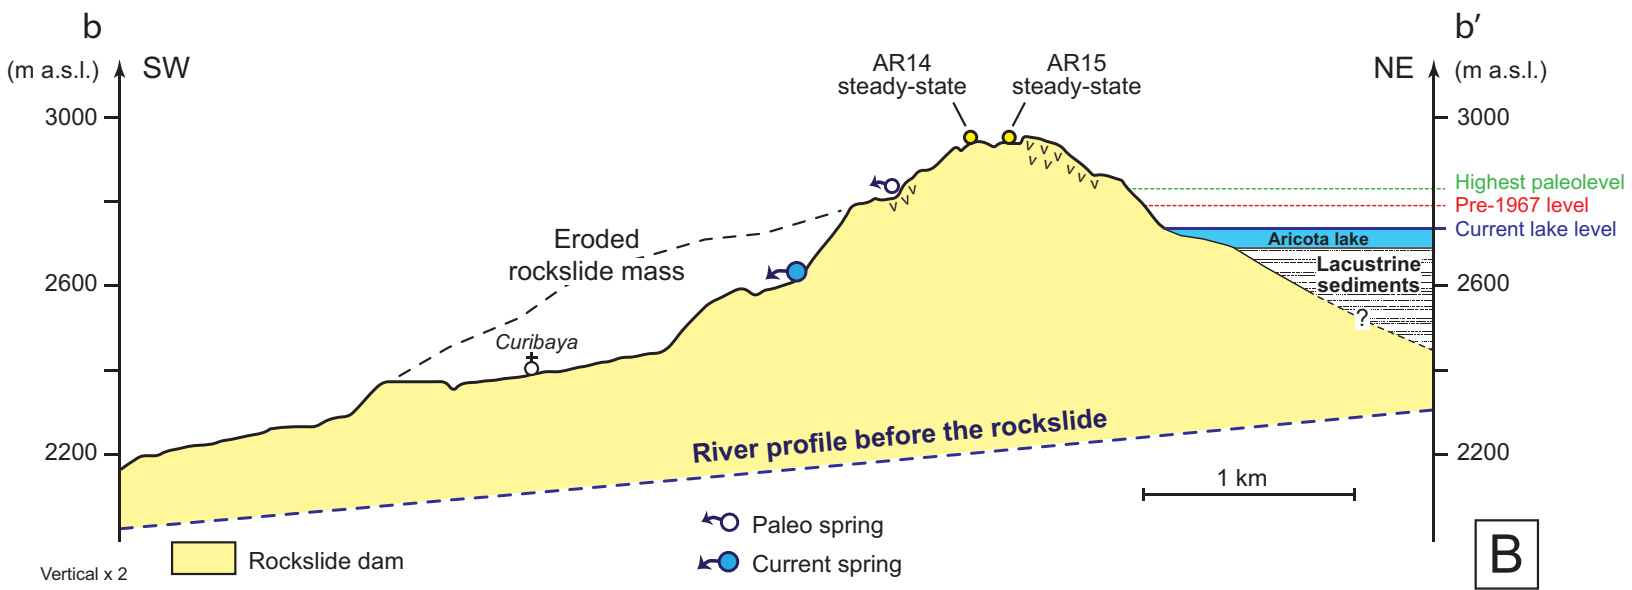 b
b′
(m a.s.l.)
SW
NE
(m a.s.l.)
AR14
steady-state
AR15
steady-state
3000
3000
Highest paleolevel
Pre-1967 level
Current lake level
Eroded
rockslide mass
Aricota lake
Lacustrine
sediments
2600
2600
?
Curibaya
v v v v v v v v v v v v
River profile before the rockslide
2200
2200
1 km
Paleo spring
Current spring
Rockslide dam
Vertical x 2
B